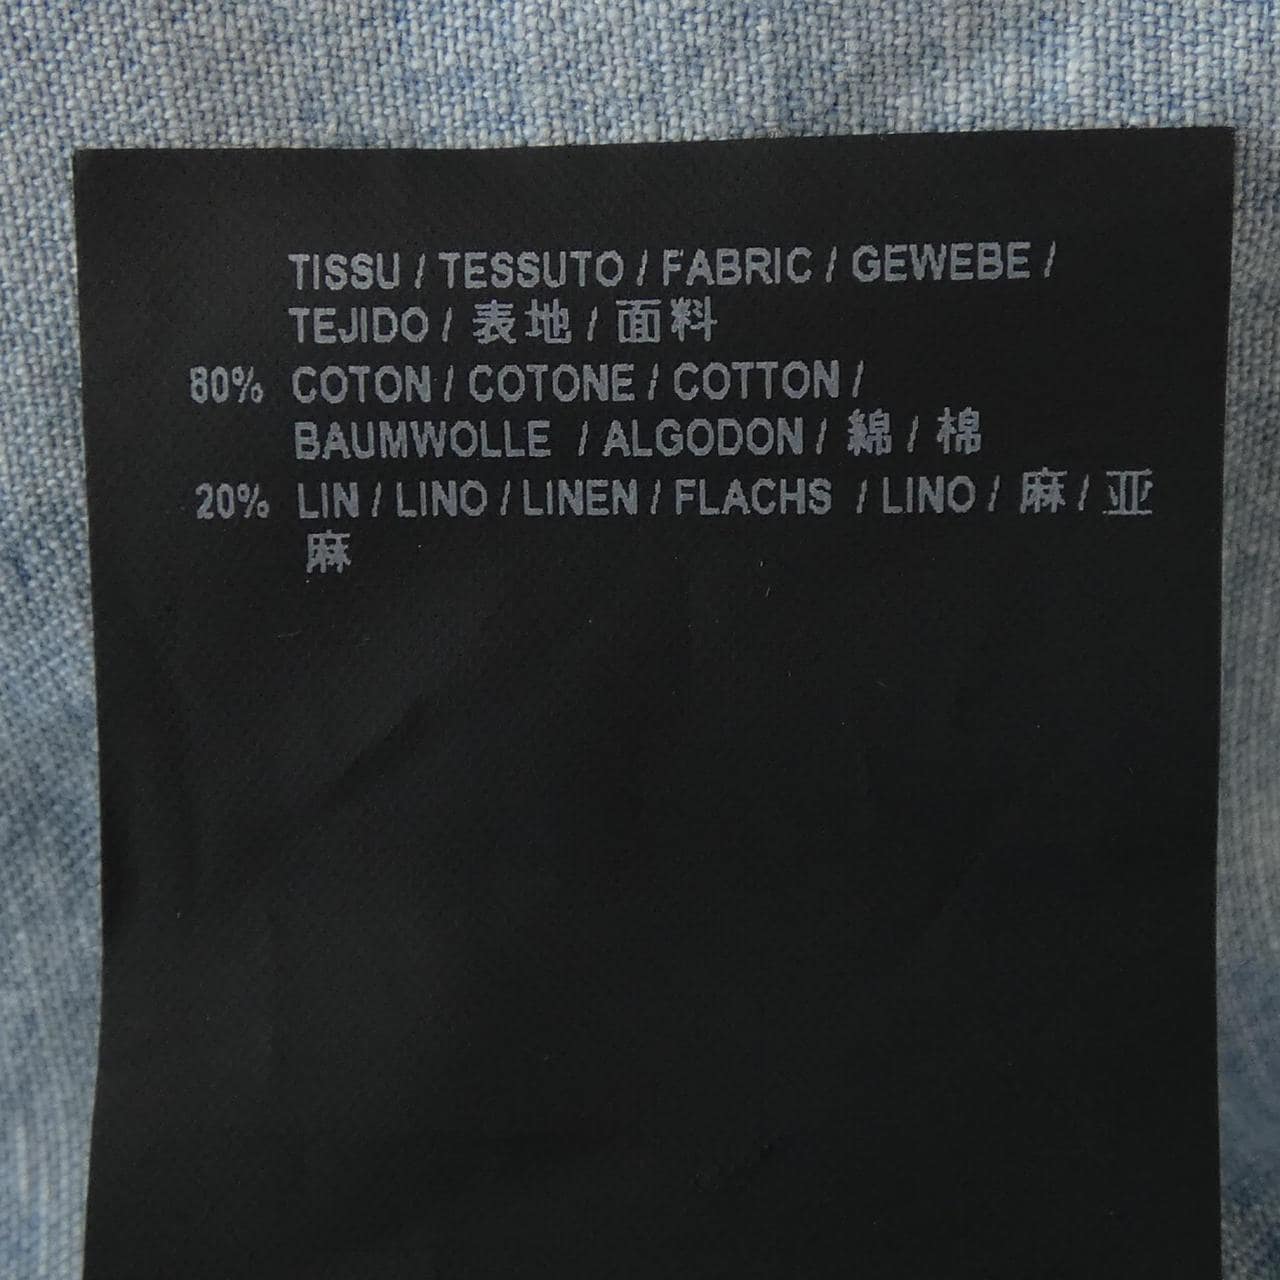 TISSU / TESSUTO / FABRIC / GEWEBE /
TEJIDO / 表地 / 面料
80% COTON / COTONE / COTTON /
BAUMWOLLE / ALGODON / 綿 / 棉
20% LIN / LINO / LINEN / FLACHS / LINO / 麻 / 亚
麻